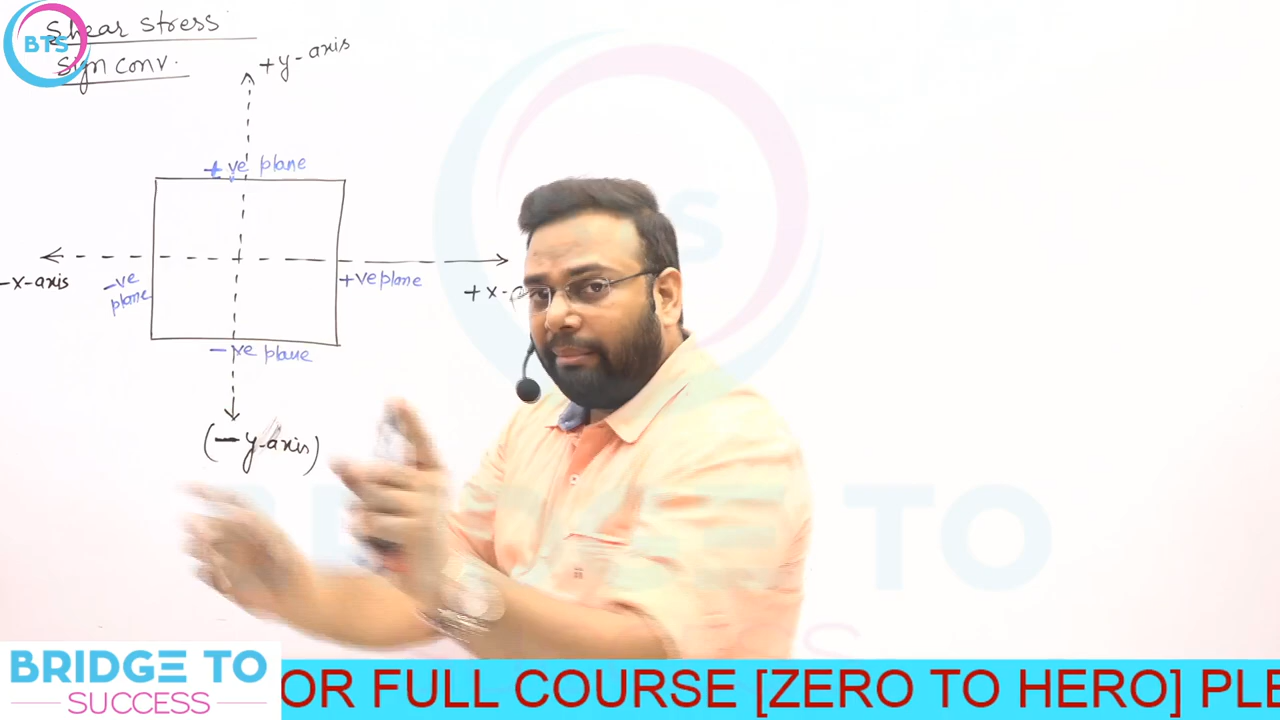 Shear stress
BTS
Sign conv.
+y-axis
+ve plane
-x-axis
-ve
plane
+ve plane
+ x-
-ve plane
(-y-axis)
BRIDGE TO
SUCCESS
OR FULL COURSE [ZERO TO HERO] PLE